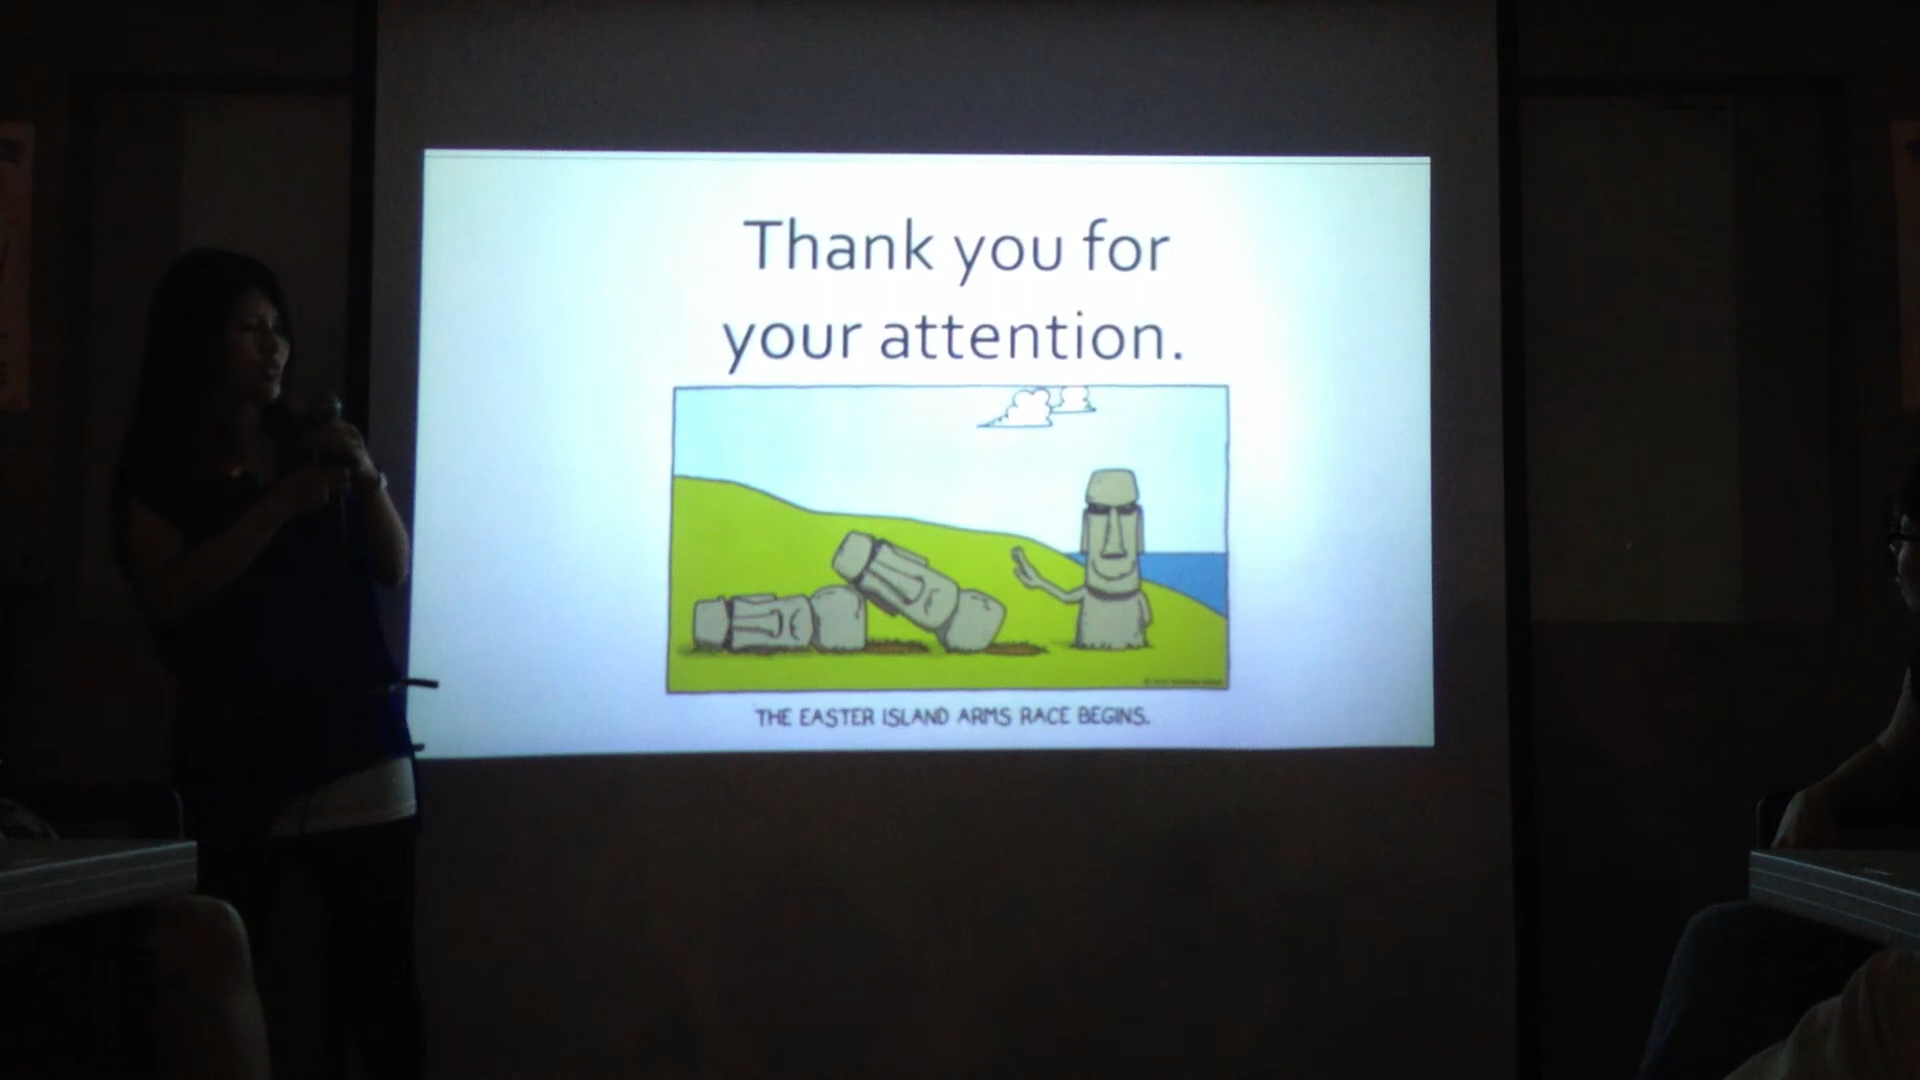 Thank you for
your attention.
THE EASTER ISLAND ARMS RACE BEGINS.